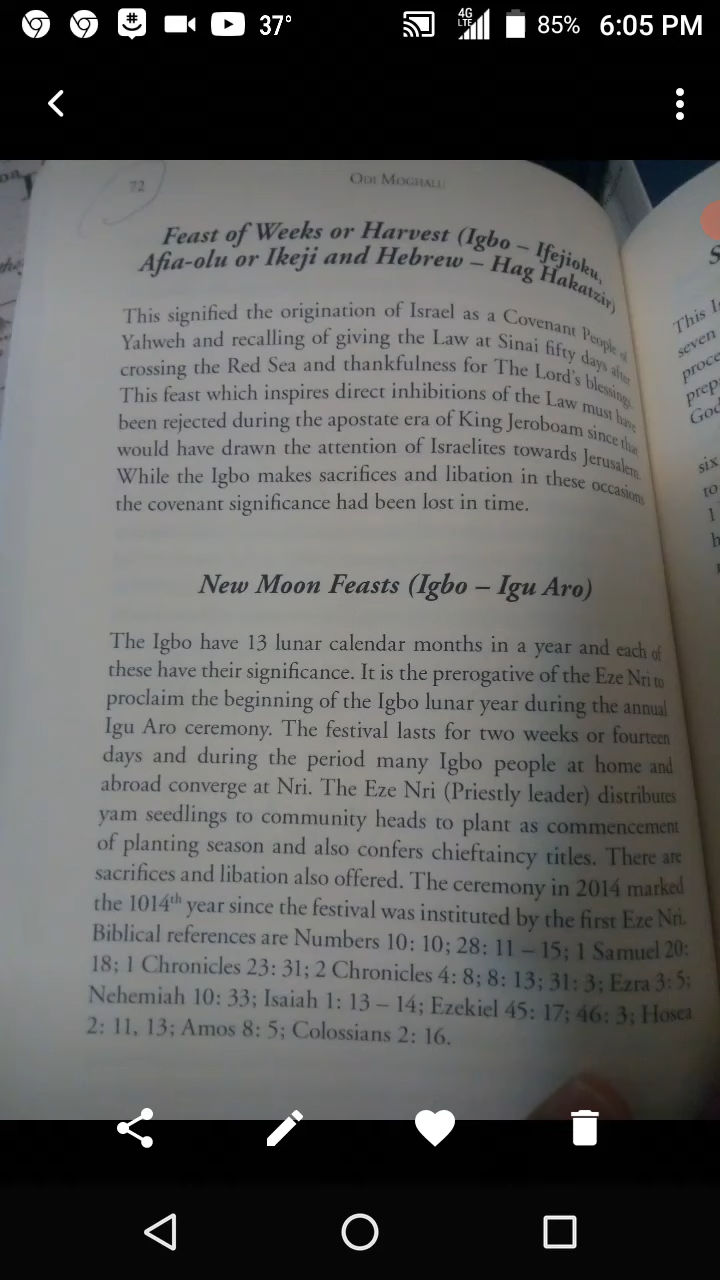 37° 4G LTE 85% 6:05 PM
72 ODI MOGHALU
Feast of Weeks or Harvest (Igbo – Ifejioku,
Afia-olu or Ikeji and Hebrew – Hag Hakatzir)
This signified the origination of Israel as a Covenant People of
Yahweh and recalling of giving the Law at Sinai fifty days after
crossing the Red Sea and thankfulness for The Lord's blessings.
This feast which inspires direct inhibitions of the Law must have
been rejected during the apostate era of King Jeroboam since that
would have drawn the attention of Israelites towards Jerusalem.
While the Igbo makes sacrifices and libation in these occasions
the covenant significance had been lost in time.
New Moon Feasts (Igbo – Igu Aro)
The Igbo have 13 lunar calendar months in a year and each of
these have their significance. It is the prerogative of the Eze Nri to
proclaim the beginning of the Igbo lunar year during the annual
Igu Aro ceremony. The festival lasts for two weeks or fourteen
days and during the period many Igbo people at home and
abroad converge at Nri. The Eze Nri (Priestly leader) distributes
yam seedlings to community heads to plant as commencement
of planting season and also confers chieftaincy titles. There are
sacrifices and libation also offered. The ceremony in 2014 marked
the 1014th year since the festival was instituted by the first Eze Nri.
Biblical references are Numbers 10: 10; 28: 11 – 15; 1 Samuel 20:
18; 1 Chronicles 23: 31; 2 Chronicles 4: 8; 8: 13; 31: 3; Ezra 3: 5;
Nehemiah 10: 33; Isaiah 1: 13 – 14; Ezekiel 45: 17; 46: 3; Hosea
2: 11, 13; Amos 8: 5; Colossians 2: 16.
S
This
seven
God
six
to
1